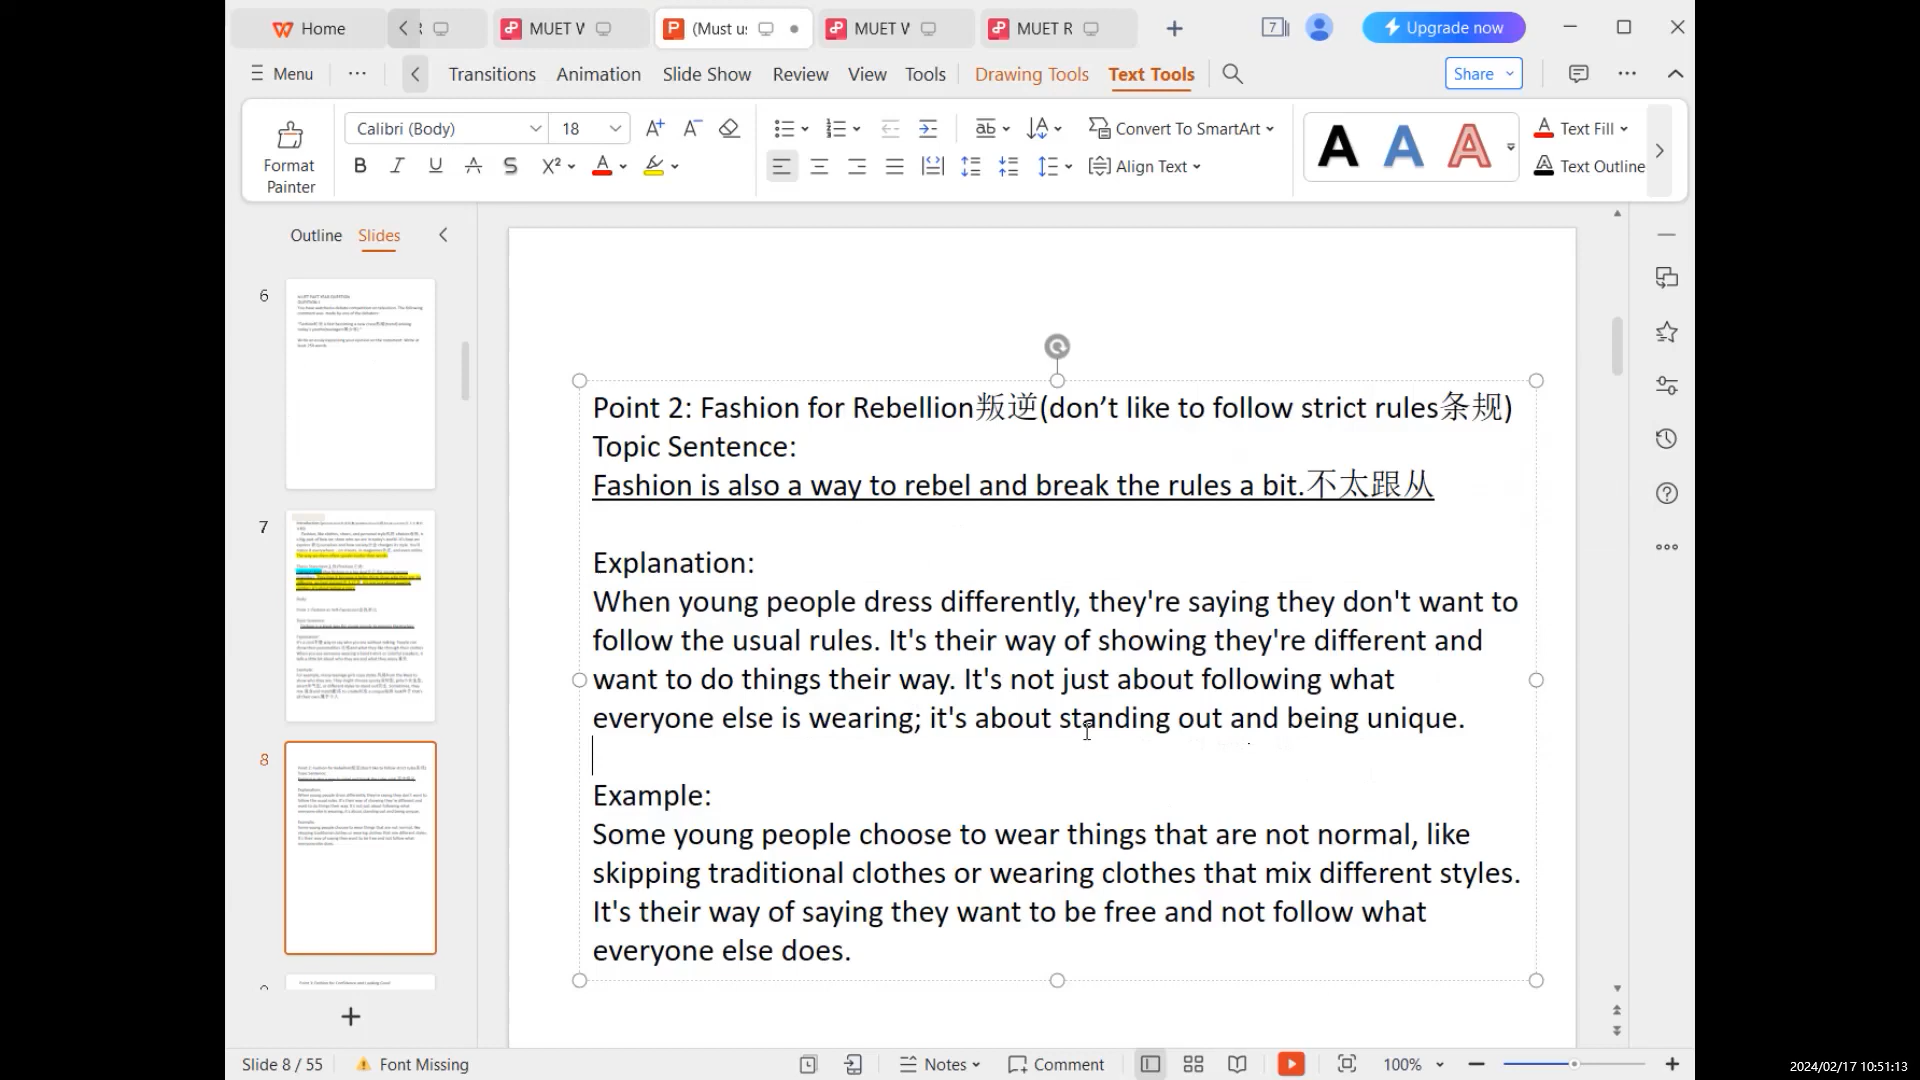 Home
MUET V
(Must u:
MUET V
MUET R
Upgrade now
Menu
Transitions
Animation
Slide Show
Review
View
Tools
Drawing Tools
Text Tools
Share
Format
Painter
Calibri (Body)
18
Convert To SmartArt
Align Text
Text Fill
Text Outline
Outline
Slides
6
7
8
Point 2: Fashion for Rebellion叛逆(don’t like to follow strict rules条规)
Topic Sentence:
Fashion is also a way to rebel and break the rules a bit.不太跟从
Explanation:
When young people dress differently, they're saying they don't want to
follow the usual rules. It's their way of showing they're different and
want to do things their way. It's not just about following what
everyone else is wearing; it's about standing out and being unique.
Example:
Some young people choose to wear things that are not normal, like
skipping traditional clothes or wearing clothes that mix different styles.
It's their way of saying they want to be free and not follow what
everyone else does.
Slide 8 / 55
Font Missing
Notes
Comment
100%
2024/02/17 10:51:13